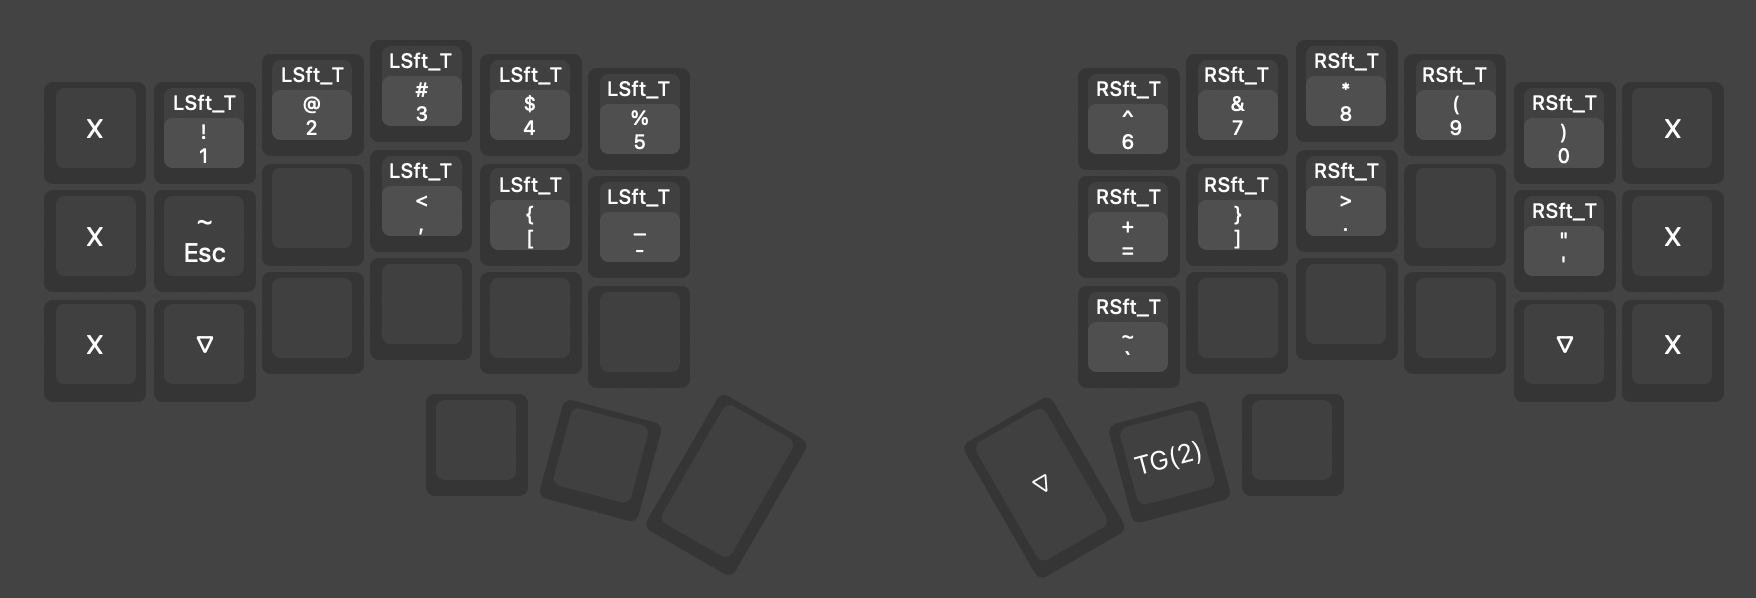 X
LSft_T
!
1
LSft_T
@
2
LSft_T
#
3
LSft_T
$
4
LSft_T
%
5
RSft_T
^
6
RSft_T
&
7
RSft_T
*
8
RSft_T
(
9
RSft_T
)
0
X
X
~
Esc
LSft_T
<
,
LSft_T
{
[
LSft_T
_
-
RSft_T
+
=
RSft_T
}
]
RSft_T
>
.
RSft_T
"
'
X
X
▽
RSft_T
~
`
▽
X
◁
TG(2)